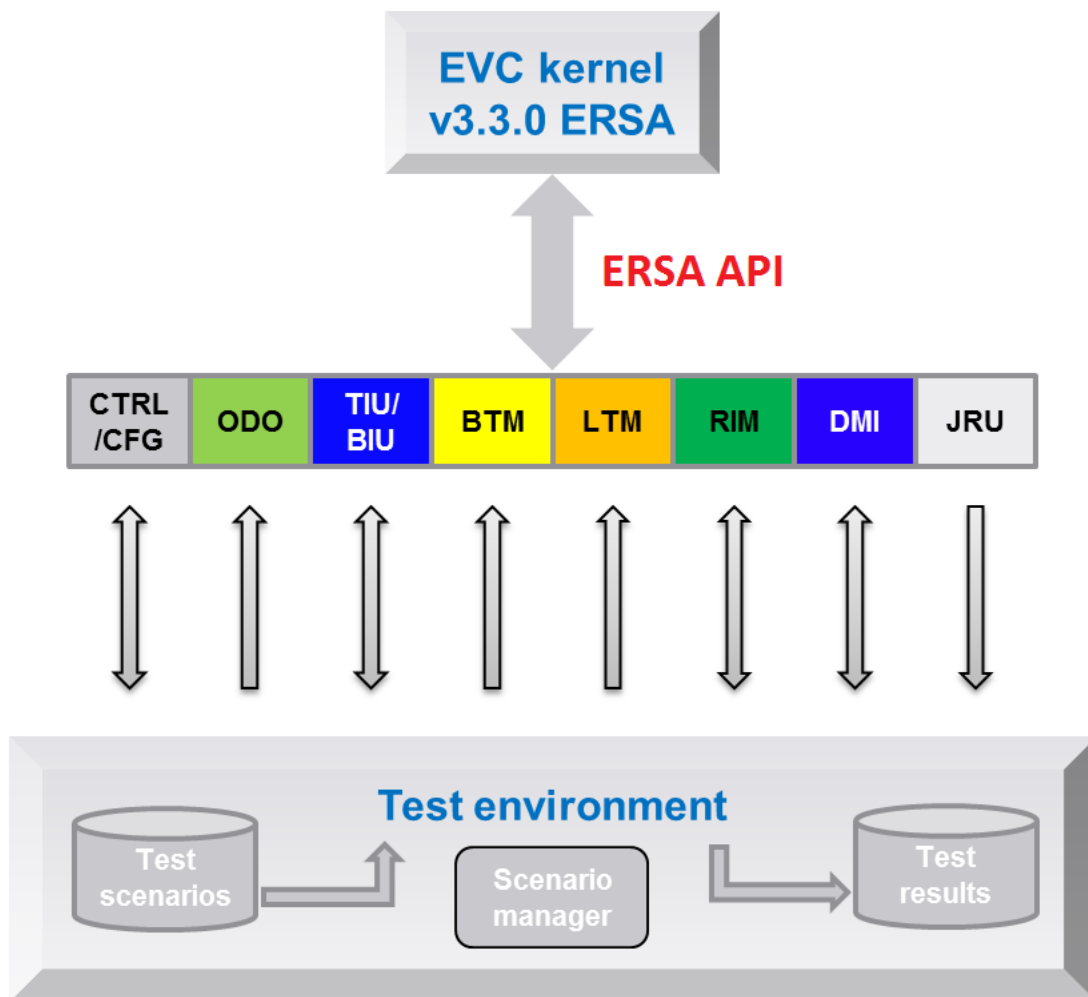 EVC kernel
v3.3.0 ERSA
ERSA API
CTRL
/CFG
ODO
TIU/
BIU
BTM
LTM
RIM
DMI
JRU
Test environment
Test
scenarios
Scenario
manager
Test
results